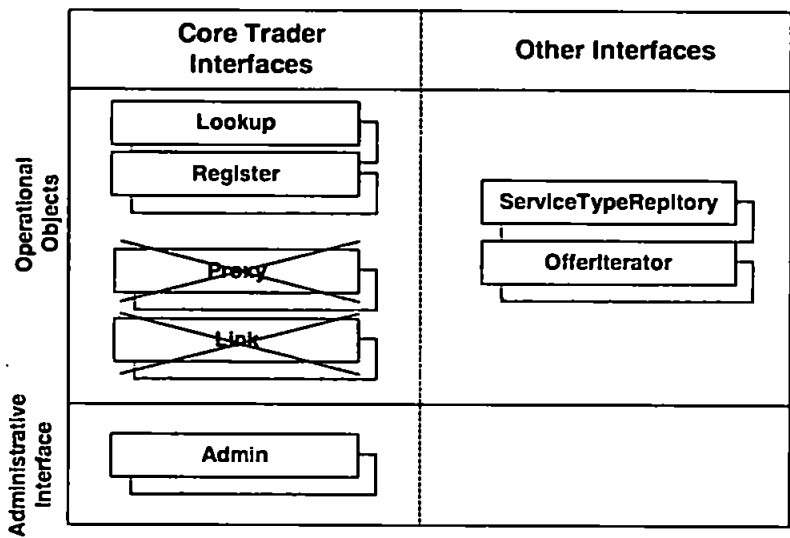 Core Trader
Interfaces
Other Interfaces
Operational
Objects
Lookup
Register
Proxy
Link
ServiceTypeRepitory
OfferIterator
Administrative
Interface
Admin